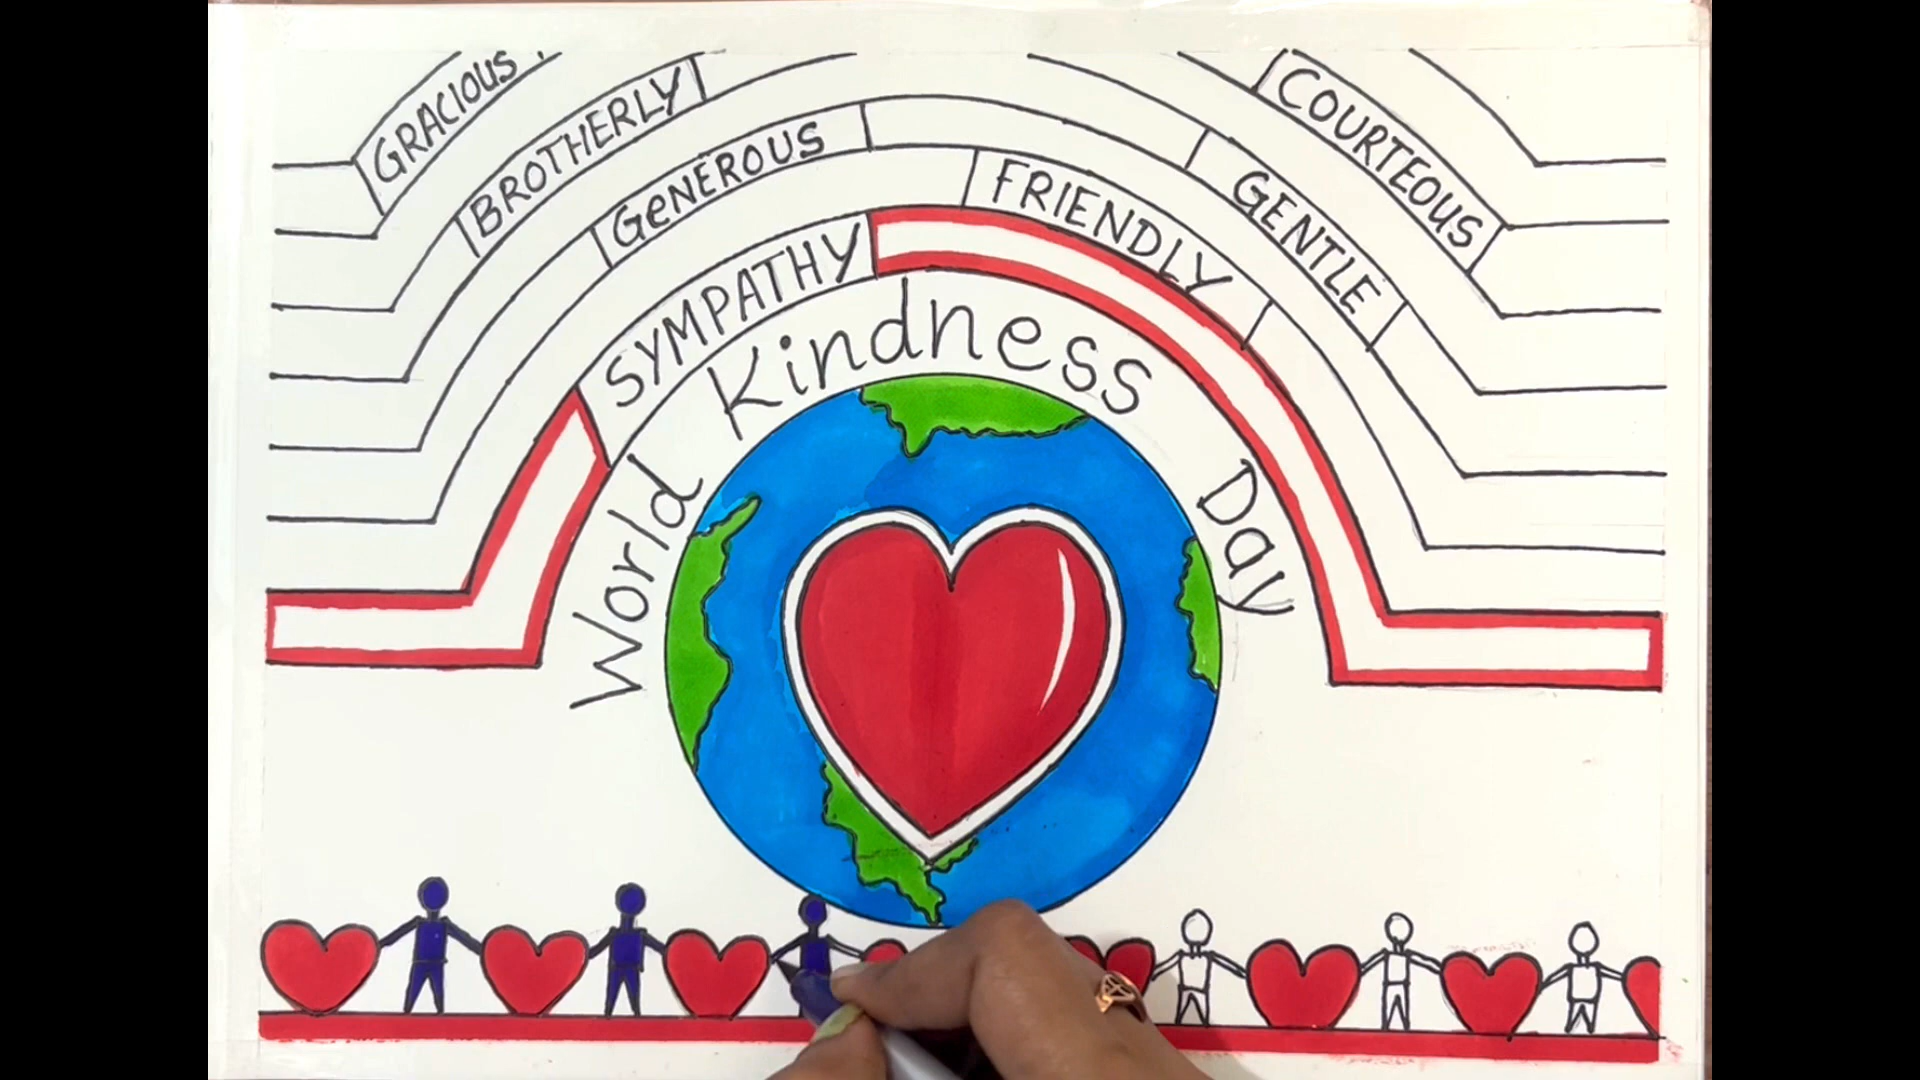 GRACIOUS
BROTHERLY
GeNEROUS
SYMPATHY
COURTEOUS
GENTLE
FRIENDLY
World Kindness Day